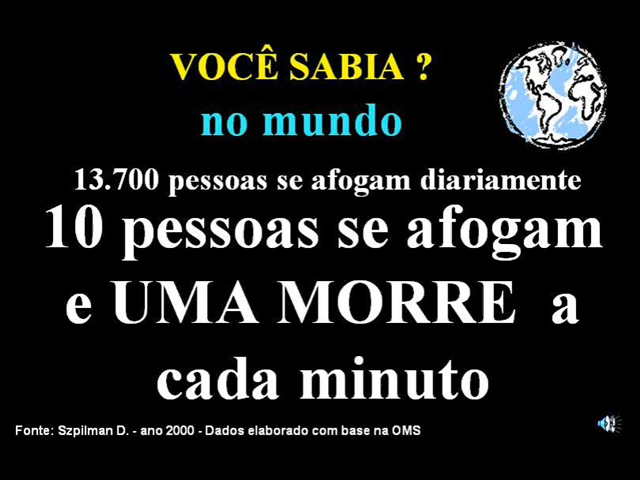 VOCÊ SABIA ?
no mundo
13.700 pessoas se afogam diariamente
10 pessoas se afogam
e UMA MORRE a
cada minuto
Fonte: Szpilman D. - ano 2000 - Dados elaborado com base na OMS